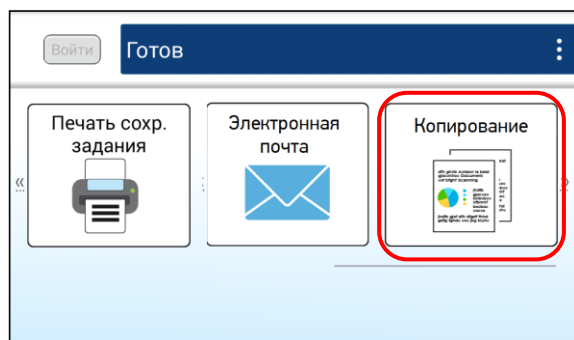 Войти
Готов
Печать сохр.
задания
Электронная
почта
Копирование
«
»